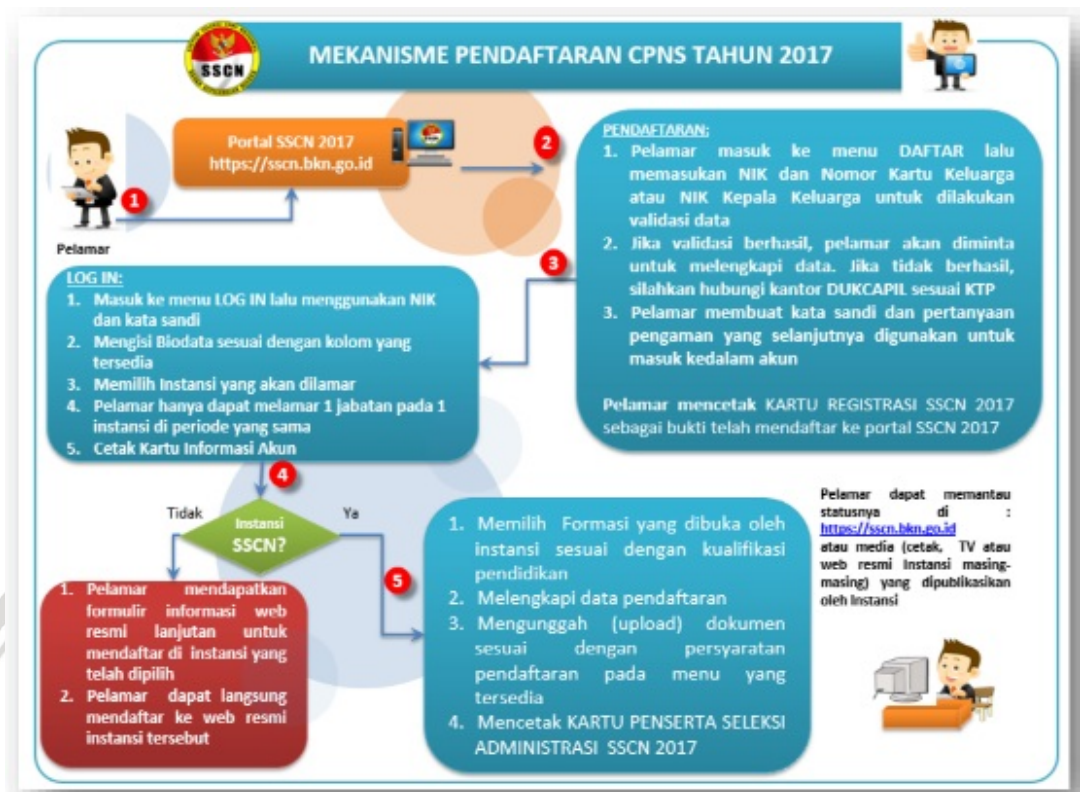 SSCN
MEKANISME PENDAFTARAN CPNS TAHUN 2017
Portal SSCN 2017
https://sscn.bkn.go.id
1
Pelamar
2
PENDAFTARAN:
1. Pelamar masuk ke menu DAFTAR lalu
memasukan NIK dan Nomor Kartu Keluarga
atau NIK Kepala Keluarga untuk dilakukan
validasi data
2. Jika validasi berhasil, pelamar akan diminta
untuk melengkapi data. Jika tidak berhasil,
silahkan hubungi kantor DUKCAPIL sesuai KTP
3. Pelamar membuat kata sandi dan pertanyaan
pengaman yang selanjutnya digunakan untuk
masuk kedalam akun
Pelamar mencetak KARTU REGISTRASI SSCN 2017
sebagai bukti telah mendaftar ke portal SSCN 2017
3
LOG IN:
1. Masuk ke menu LOG IN lalu menggunakan NIK
dan kata sandi
2. Mengisi Biodata sesuai dengan kolom yang
tersedia
3. Memilih Instansi yang akan dilamar
4. Pelamar hanya dapat melamar 1 jabatan pada 1
instansi di periode yang sama
5. Cetak Kartu Informasi Akun
4
Tidak
Instansi
SSCN?
Ya
1. Pelamar mendapatkan
formulir informasi web
resmi lanjutan untuk
mendaftar di instansi yang
telah dipilih
2. Pelamar dapat langsung
mendaftar ke web resmi
instansi tersebut
5
1. Memilih Formasi yang dibuka oleh
instansi sesuai dengan kualifikasi
pendidikan
2. Melengkapi data pendaftaran
3. Mengunggah (upload) dokumen
sesuai dengan persyaratan
pendaftaran pada menu yang
tersedia
4. Mencetak KARTU PENSERTA SELEKSI
ADMINISTRASI SSCN 2017
Pelamar dapat memantau
statusnya di :
https://sscn.bkn.go.id
atau media (cetak, TV atau
web resmi Instansi masing-
masing) yang dipublikasikan
oleh Instansi